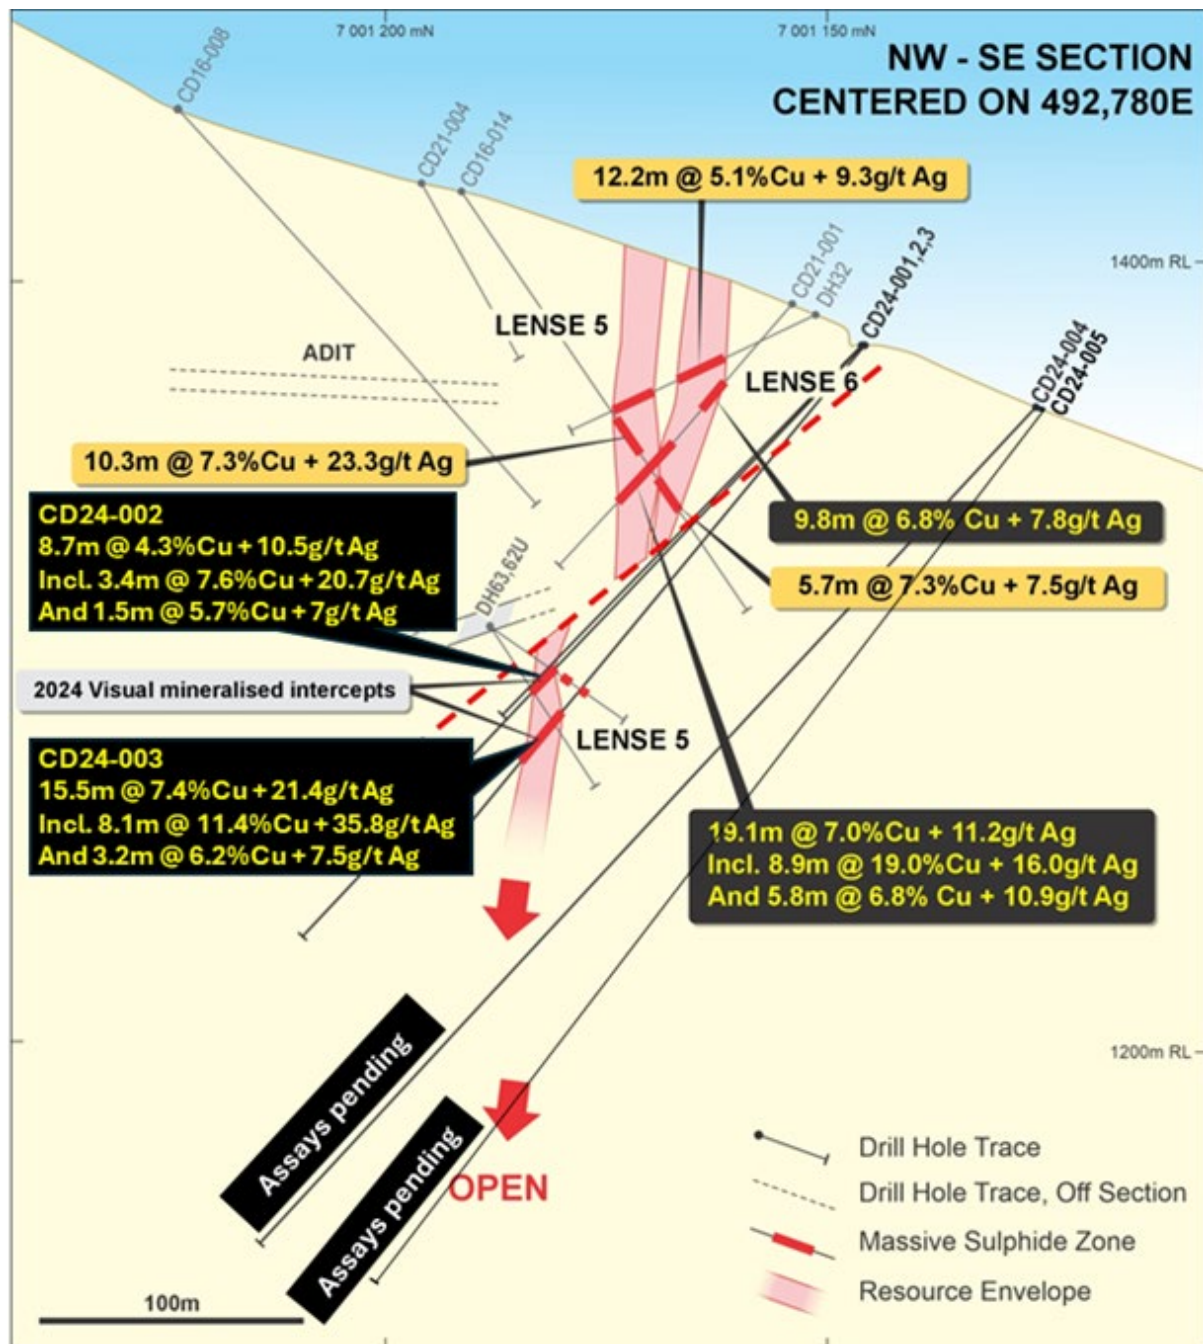 7 001 200 mN
7 001 150 mN
NW - SE SECTION
CENTERED ON 492,780E
CD16-008
CD21-004
CD16-014
12.2m @ 5.1%Cu + 9.3g/t Ag
CD21-001
DH32
CD24-001,2,3
1400m RL
LENSE 5
ADIT
LENSE 6
CD24-004
CD24-005
10.3m @ 7.3%Cu + 23.3g/t Ag
CD24-002
8.7m @ 4.3%Cu + 10.5g/t Ag
Incl. 3.4m @ 7.6%Cu + 20.7g/t Ag
And 1.5m @ 5.7%Cu + 7g/t Ag
9.8m @ 6.8% Cu + 7.8g/t Ag
5.7m @ 7.3%Cu + 7.5g/t Ag
DH63,62U
2024 Visual mineralised intercepts
LENSE 5
CD24-003
15.5m @ 7.4%Cu + 21.4g/t Ag
Incl. 8.1m @ 11.4%Cu + 35.8g/t Ag
And 3.2m @ 6.2%Cu + 7.5g/t Ag
19.1m @ 7.0%Cu + 11.2g/t Ag
Incl. 8.9m @ 19.0%Cu + 16.0g/t Ag
And 5.8m @ 6.8% Cu + 10.9g/t Ag
1200m RL
Assays pending
Assays pending
OPEN
Drill Hole Trace
Drill Hole Trace, Off Section
Massive Sulphide Zone
Resource Envelope
100m